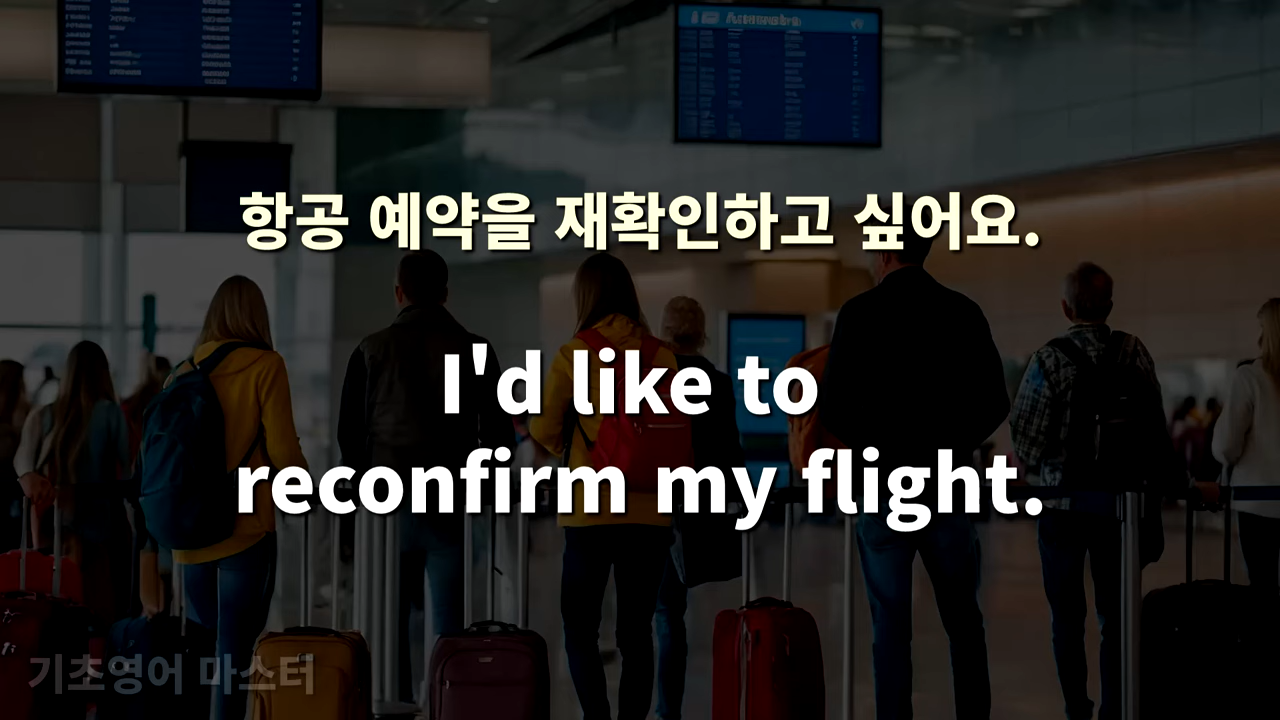 항공 예약을 재확인하고 싶어요.
I'd like to
reconfirm my flight.
기초영어 마스터